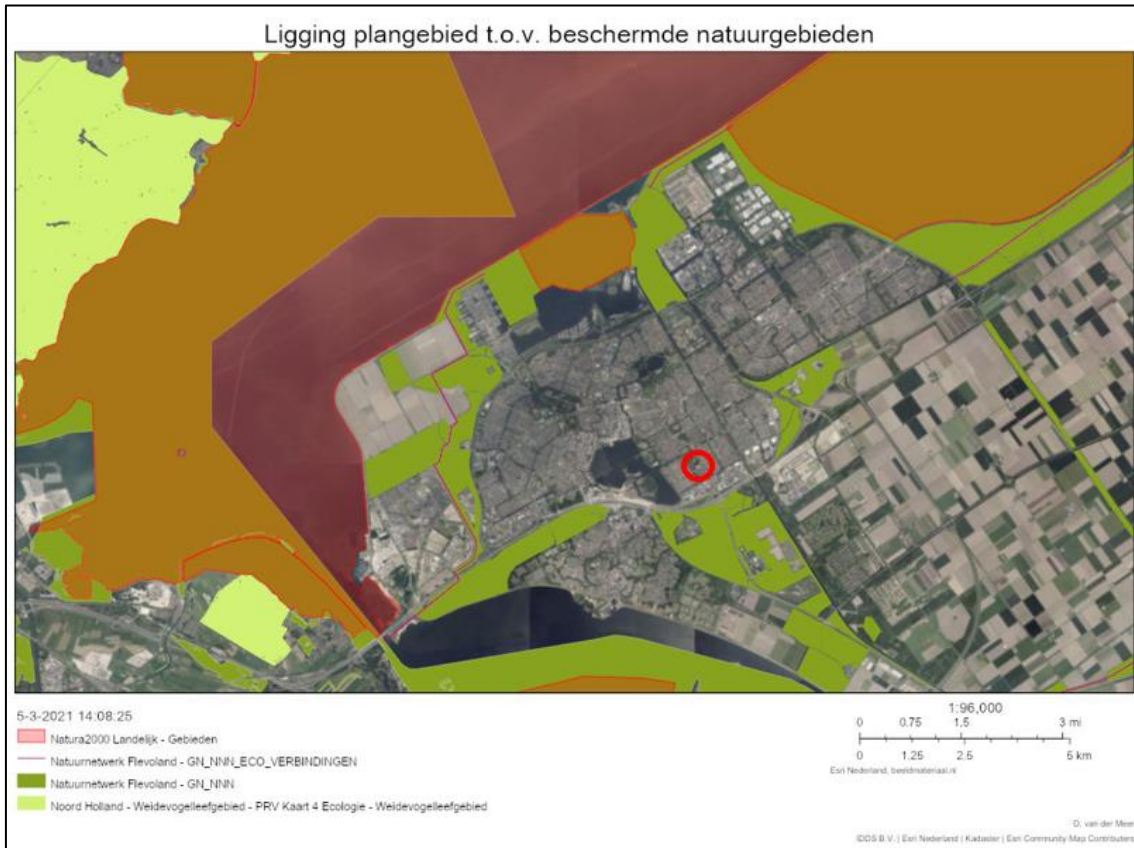 Ligging plangebied t.o.v. beschermde natuurgebieden
5-3-2021 14:08:25
Natura2000 Landelijk - Gebieden
Natuurnetwerk Flevoland - GN_NNN_ECO_VERBINDINGEN
Natuurnetwerk Flevoland - GN_NNN
Noord Holland - Weidevogelleefgebied - PRV Kaart 4 Ecologie - Weidevogelleefgebied
1:96,000
0 0.75 1.5 3 mi
0 1.25 2.5 5 km
Esri Nederland, beeldmateriaal.nl
D. van der Meer
IDDS B.V. | Esri Nederland | Kadaster | Esri Community Map Contributors